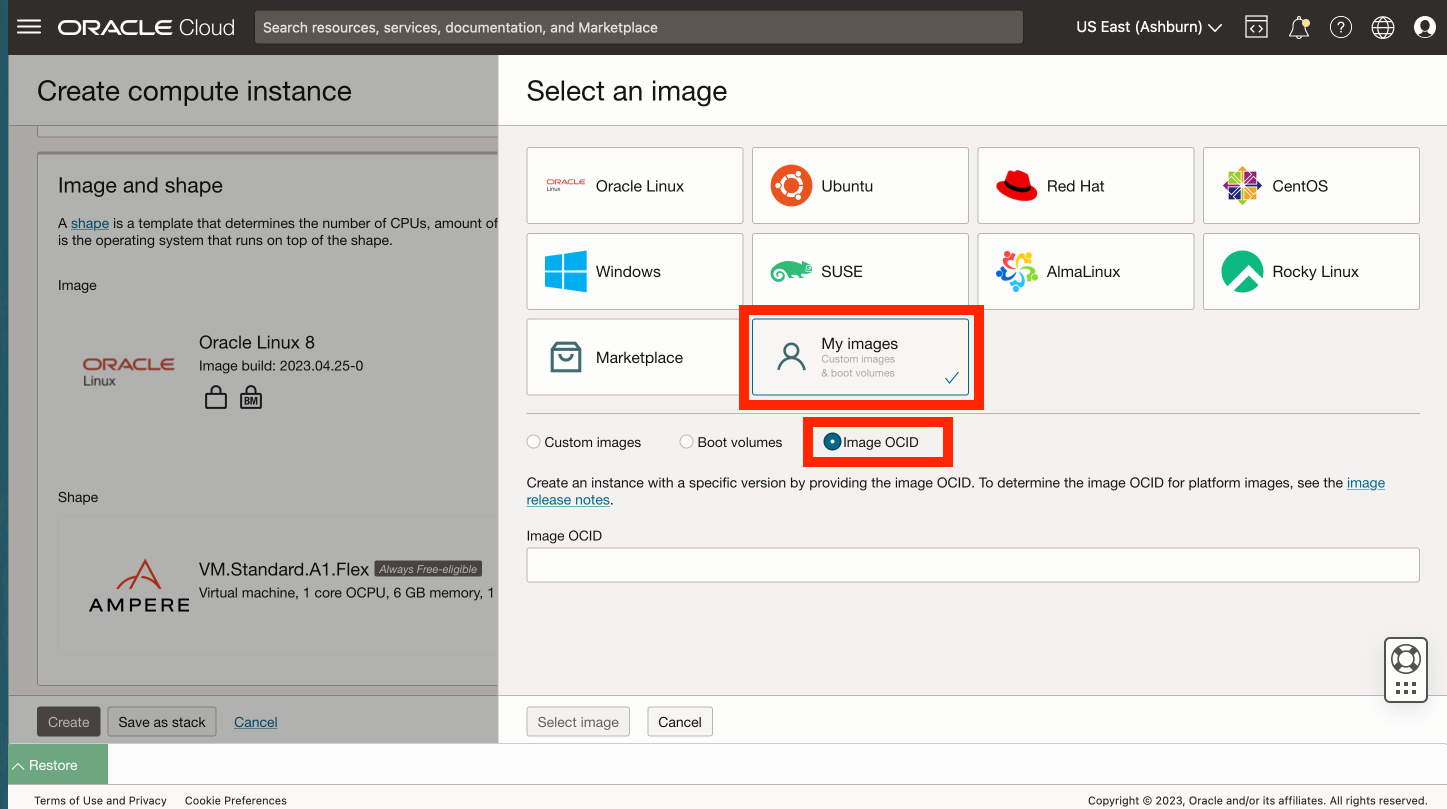 ORACLE Cloud
Search resources, services, documentation, and Marketplace
US East (Ashburn)
Create compute instance
Image and shape
A shape is a template that determines the number of CPUs, amount of
is the operating system that runs on top of the shape.
Image
ORACLE
Linux
Oracle Linux 8
Image build: 2023.04.25-0
BM
Shape
AMPERE
VM.Standard.A1.Flex Always Free-eligible
Virtual machine, 1 core OCPU, 6 GB memory, 1
Create
Save as stack
Cancel
Select an image
ORACLE
Linux
Oracle Linux
Ubuntu
Red Hat
CentOS
Windows
SUSE
AlmaLinux
Rocky Linux
Marketplace
My images
Custom images
& boot volumes
Custom images
Boot volumes
Image OCID
Create an instance with a specific version by providing the image OCID. To determine the image OCID for platform images, see the image
release notes.
Image OCID
Select image
Cancel
Restore
Terms of Use and Privacy
Cookie Preferences
Copyright © 2023, Oracle and/or its affiliates. All rights reserved.